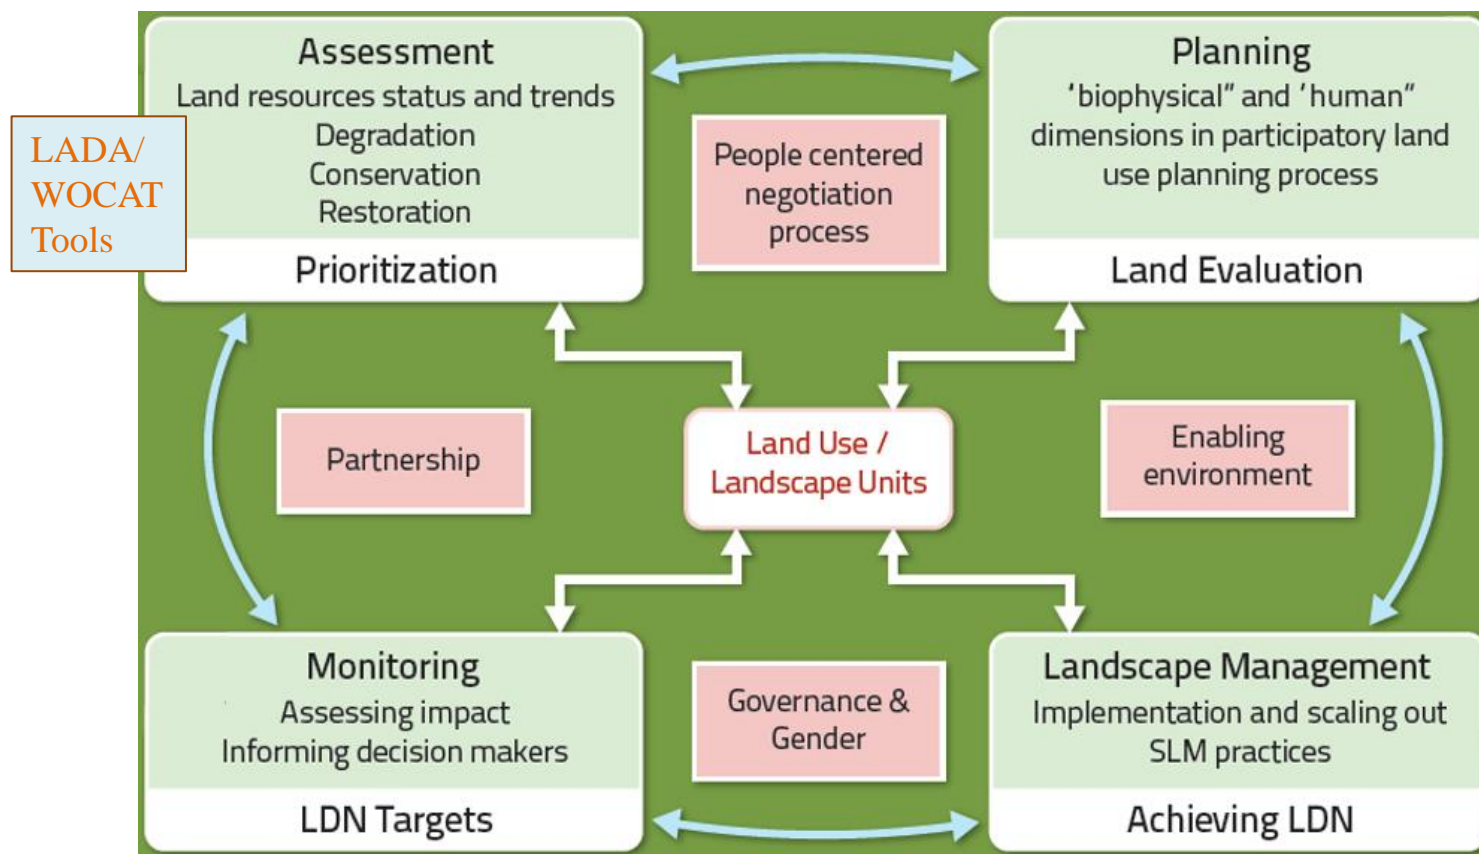 LADA/
WOCAT
Tools
Assessment
Land resources status and trends
Degradation
Conservation
Restoration
Prioritization
People centered
negotiation
process
Planning
‘biophysical” and ‘human”
dimensions in participatory land
use planning process
Land Evaluation
Partnership
Land Use /
Landscape Units
Enabling
environment
Monitoring
Assessing impact
Informing decision makers
LDN Targets
Governance &
Gender
Landscape Management
Implementation and scaling out
SLM practices
Achieving LDN